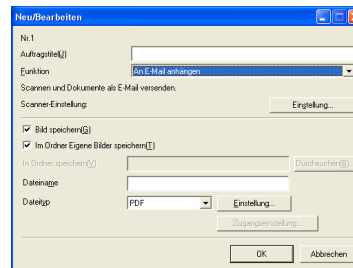 Neu/Bearbeiten
Nr.1
Auftragstitel(J)
Funktion
An E-Mail anhängen
Scannen und Dokumente als E-Mail versenden.
Scanner-Einstellung:
Einstellung...
Bild speichern(G)
Im Ordner Eigene Bilder speichern(T)
In Ordner speichern(V)
Durchsuchen(B)...
Dateiname
Dateityp
PDF
Einstellung...
Zugangseinstellung...
OK
Abbrechen